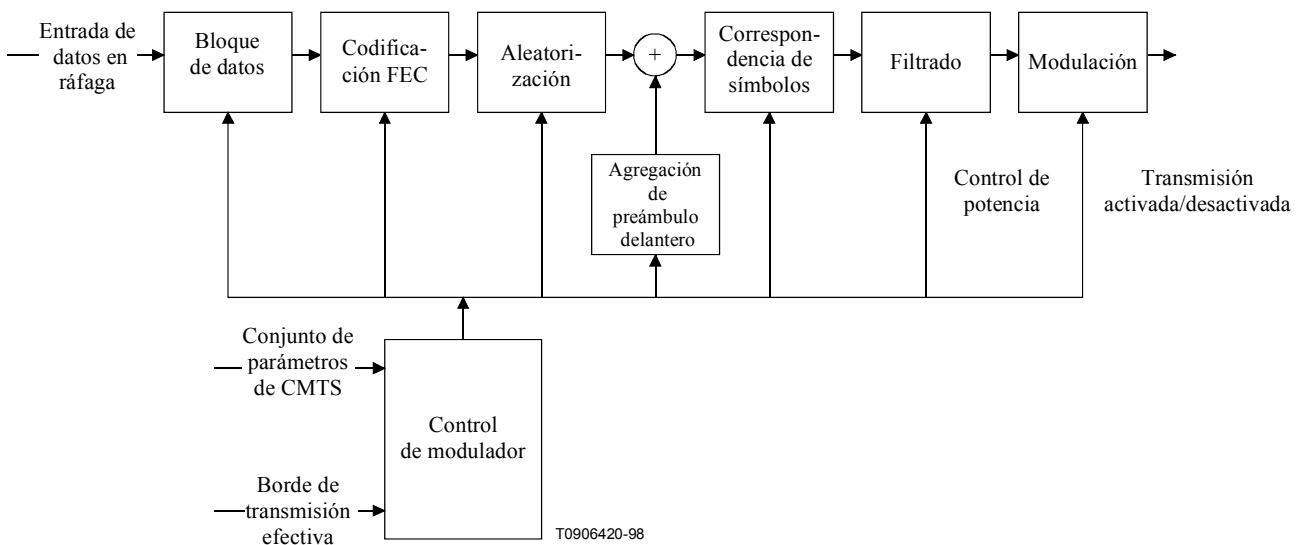 Entrada de
datos en
ráfaga
Bloque
de datos
Codifica-
ción FEC
Aleatori-
zación
+
Correspon-
dencia de
símbolos
Filtrado
Modulación
Agregación
de
preámbulo
delantero
Control de
potencia
Transmisión
activada/desactivada
Conjunto de
parámetros
de CMTS
Control
de modulador
Borde de
transmisión
efectiva
T0906420-98